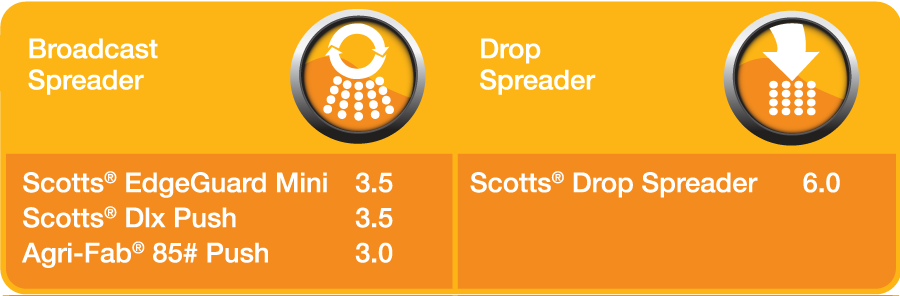 Broadcast
Spreader
Drop
Spreader
Scotts® EdgeGuard Mini 3.5
Scotts® Dlx Push 3.5
Agri-Fab® 85# Push 3.0
Scotts® Drop Spreader 6.0